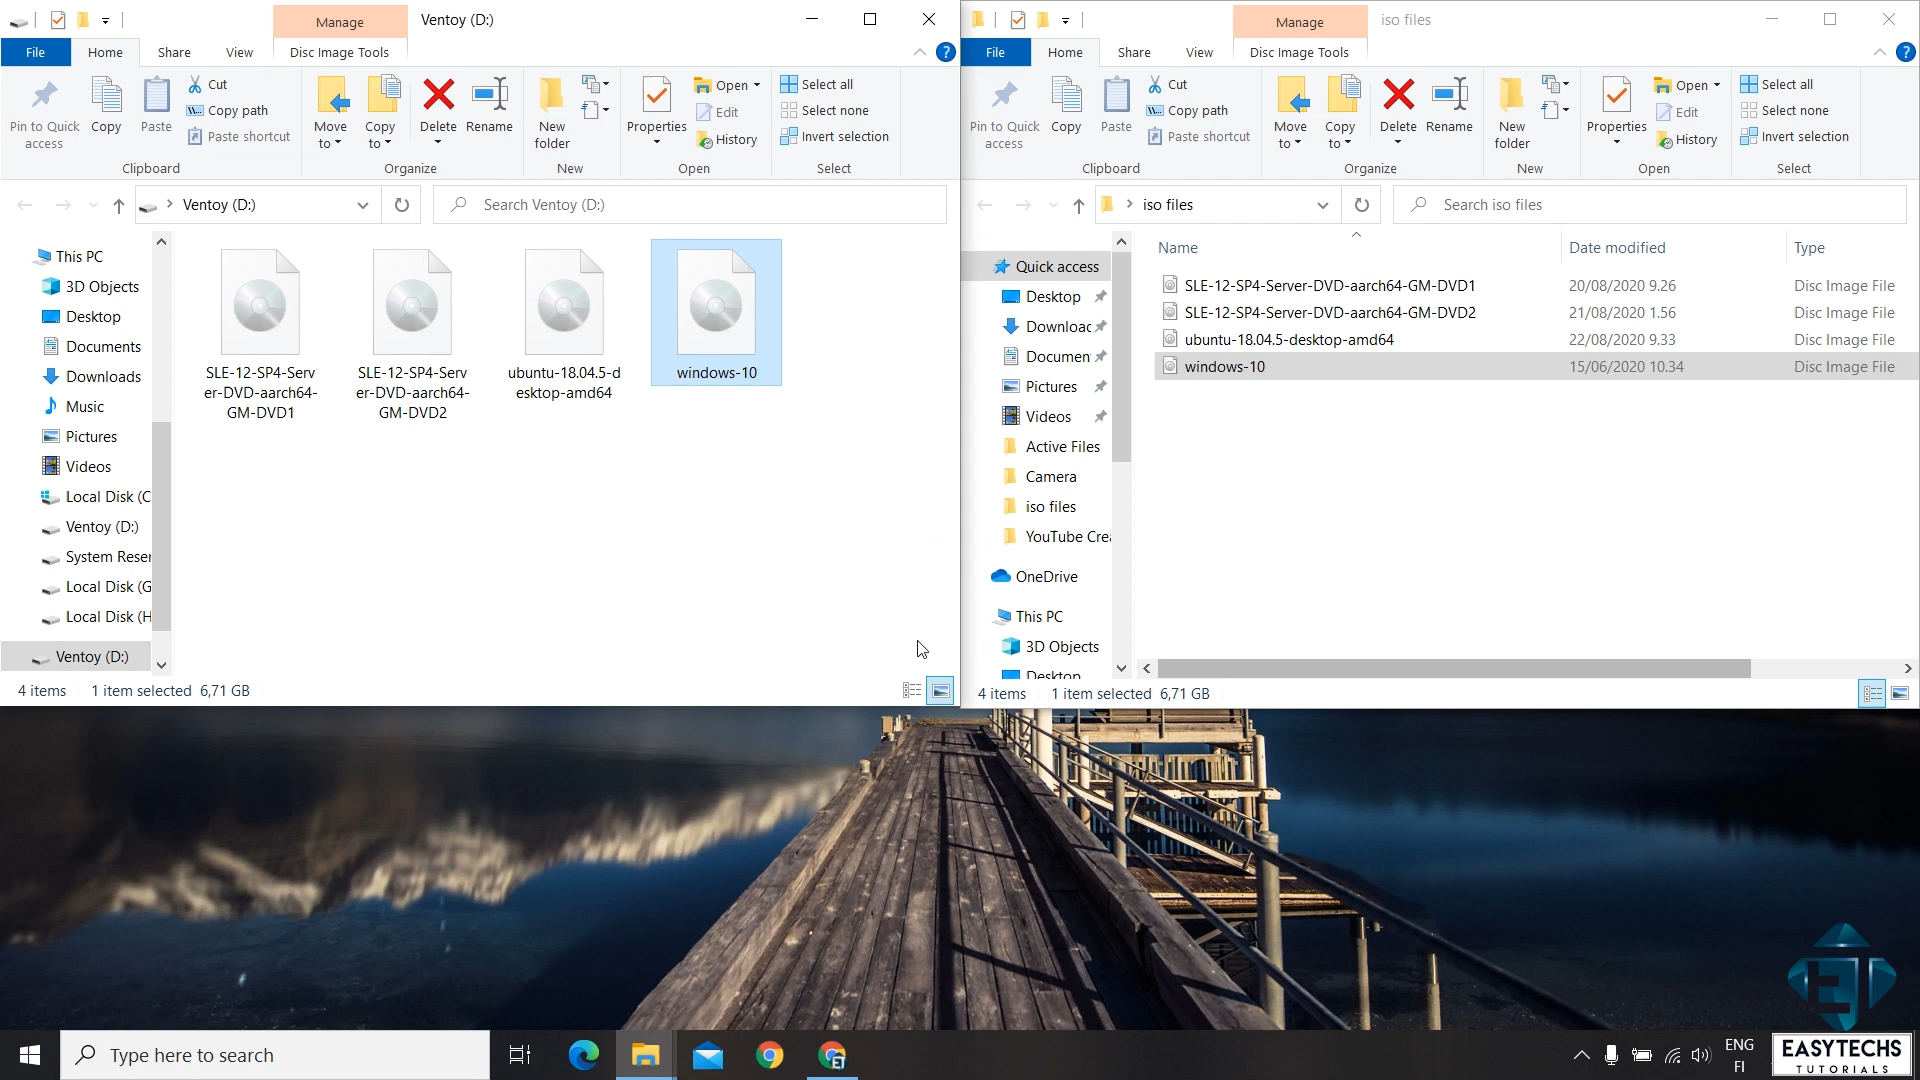 Manage
Ventoy (D:)
File
Home
Share
View
Disc Image Tools
?
Pin to Quick
access
Copy
Paste
Cut
Copy path
Paste shortcut
Clipboard
Move
to
Copy
to
Delete
Rename
Organize
New
folder
New
Properties
Open
Edit
History
Open
Select all
Select none
Invert selection
Select
Ventoy (D:)
Search Ventoy (D:)
This PC
3D Objects
Desktop
Documents
Downloads
Music
Pictures
Videos
Local Disk (C
Ventoy (D:)
System Reser
Local Disk (G
Local Disk (H
Ventoy (D:)
SLE-12-SP4-Serv
er-DVD-aarch64-
GM-DVD1
SLE-12-SP4-Serv
er-DVD-aarch64-
GM-DVD2
ubuntu-18.04.5-d
esktop-amd64
windows-10
4 items
1 item selected 6,71 GB
Manage
iso files
File
Home
Share
View
Disc Image Tools
?
Pin to Quick
access
Copy
Paste
Cut
Copy path
Paste shortcut
Clipboard
Move
to
Copy
to
Delete
Rename
Organize
New
folder
New
Properties
Open
Edit
History
Open
Select all
Select none
Invert selection
Select
iso files
Search iso files
Quick access
Desktop
Downloac
Documen
Pictures
Videos
Active Files
Camera
iso files
YouTube Crea
OneDrive
This PC
3D Objects
Desktop
Name Date modified Type
SLE-12-SP4-Server-DVD-aarch64-GM-DVD1 20/08/2020 9.26 Disc Image File
SLE-12-SP4-Server-DVD-aarch64-GM-DVD2 21/08/2020 1.56 Disc Image File
ubuntu-18.04.5-desktop-amd64 22/08/2020 9.33 Disc Image File
windows-10 15/06/2020 10.34 Disc Image File
4 items
1 item selected 6,71 GB
Type here to search
ENG
FI
ET
EASYTECHS
TUTORIALS